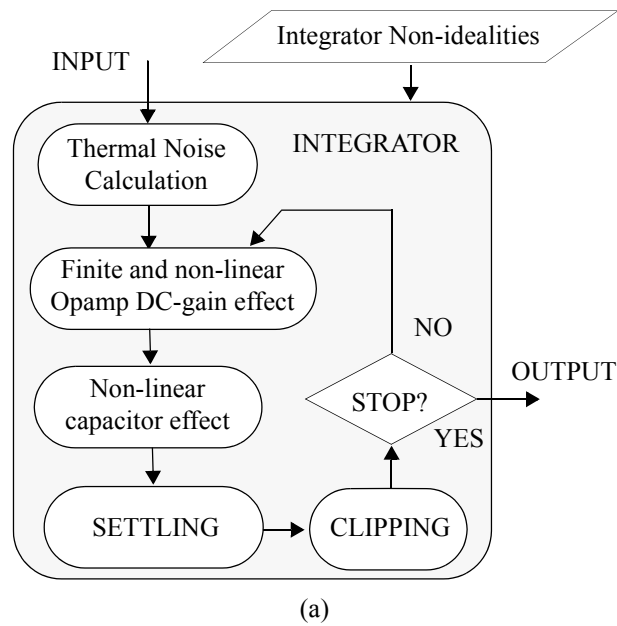 Integrator Non-idealities
INPUT
INTEGRATOR
Thermal Noise
Calculation
Finite and non-linear
Opamp DC-gain effect
NO
Non-linear
capacitor effect
STOP?
OUTPUT
YES
SETTLING
CLIPPING
(a)